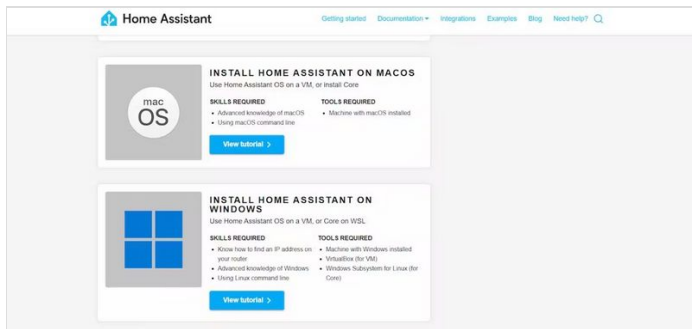 Home Assistant
Getting started Documentation Integrations Examples Blog Need help?
INSTALL HOME ASSISTANT ON MACOS
Use Home Assistant OS on a VM, or install Core
SKILLS REQUIRED
• Advanced knowledge of macOS
• Using macOS command line
TOOLS REQUIRED
• Machine with macOS installed
mac
OS
View tutorial >
INSTALL HOME ASSISTANT ON
WINDOWS
Use Home Assistant OS on a VM, or Core on WSL
SKILLS REQUIRED
• Know how to find an IP address on
your router
• Advanced knowledge of Windows
• Using Linux command line
TOOLS REQUIRED
• Machine with Windows installed
• VirtualBox (for VM)
• Windows Subsystem for Linux (for
Core)
View tutorial >